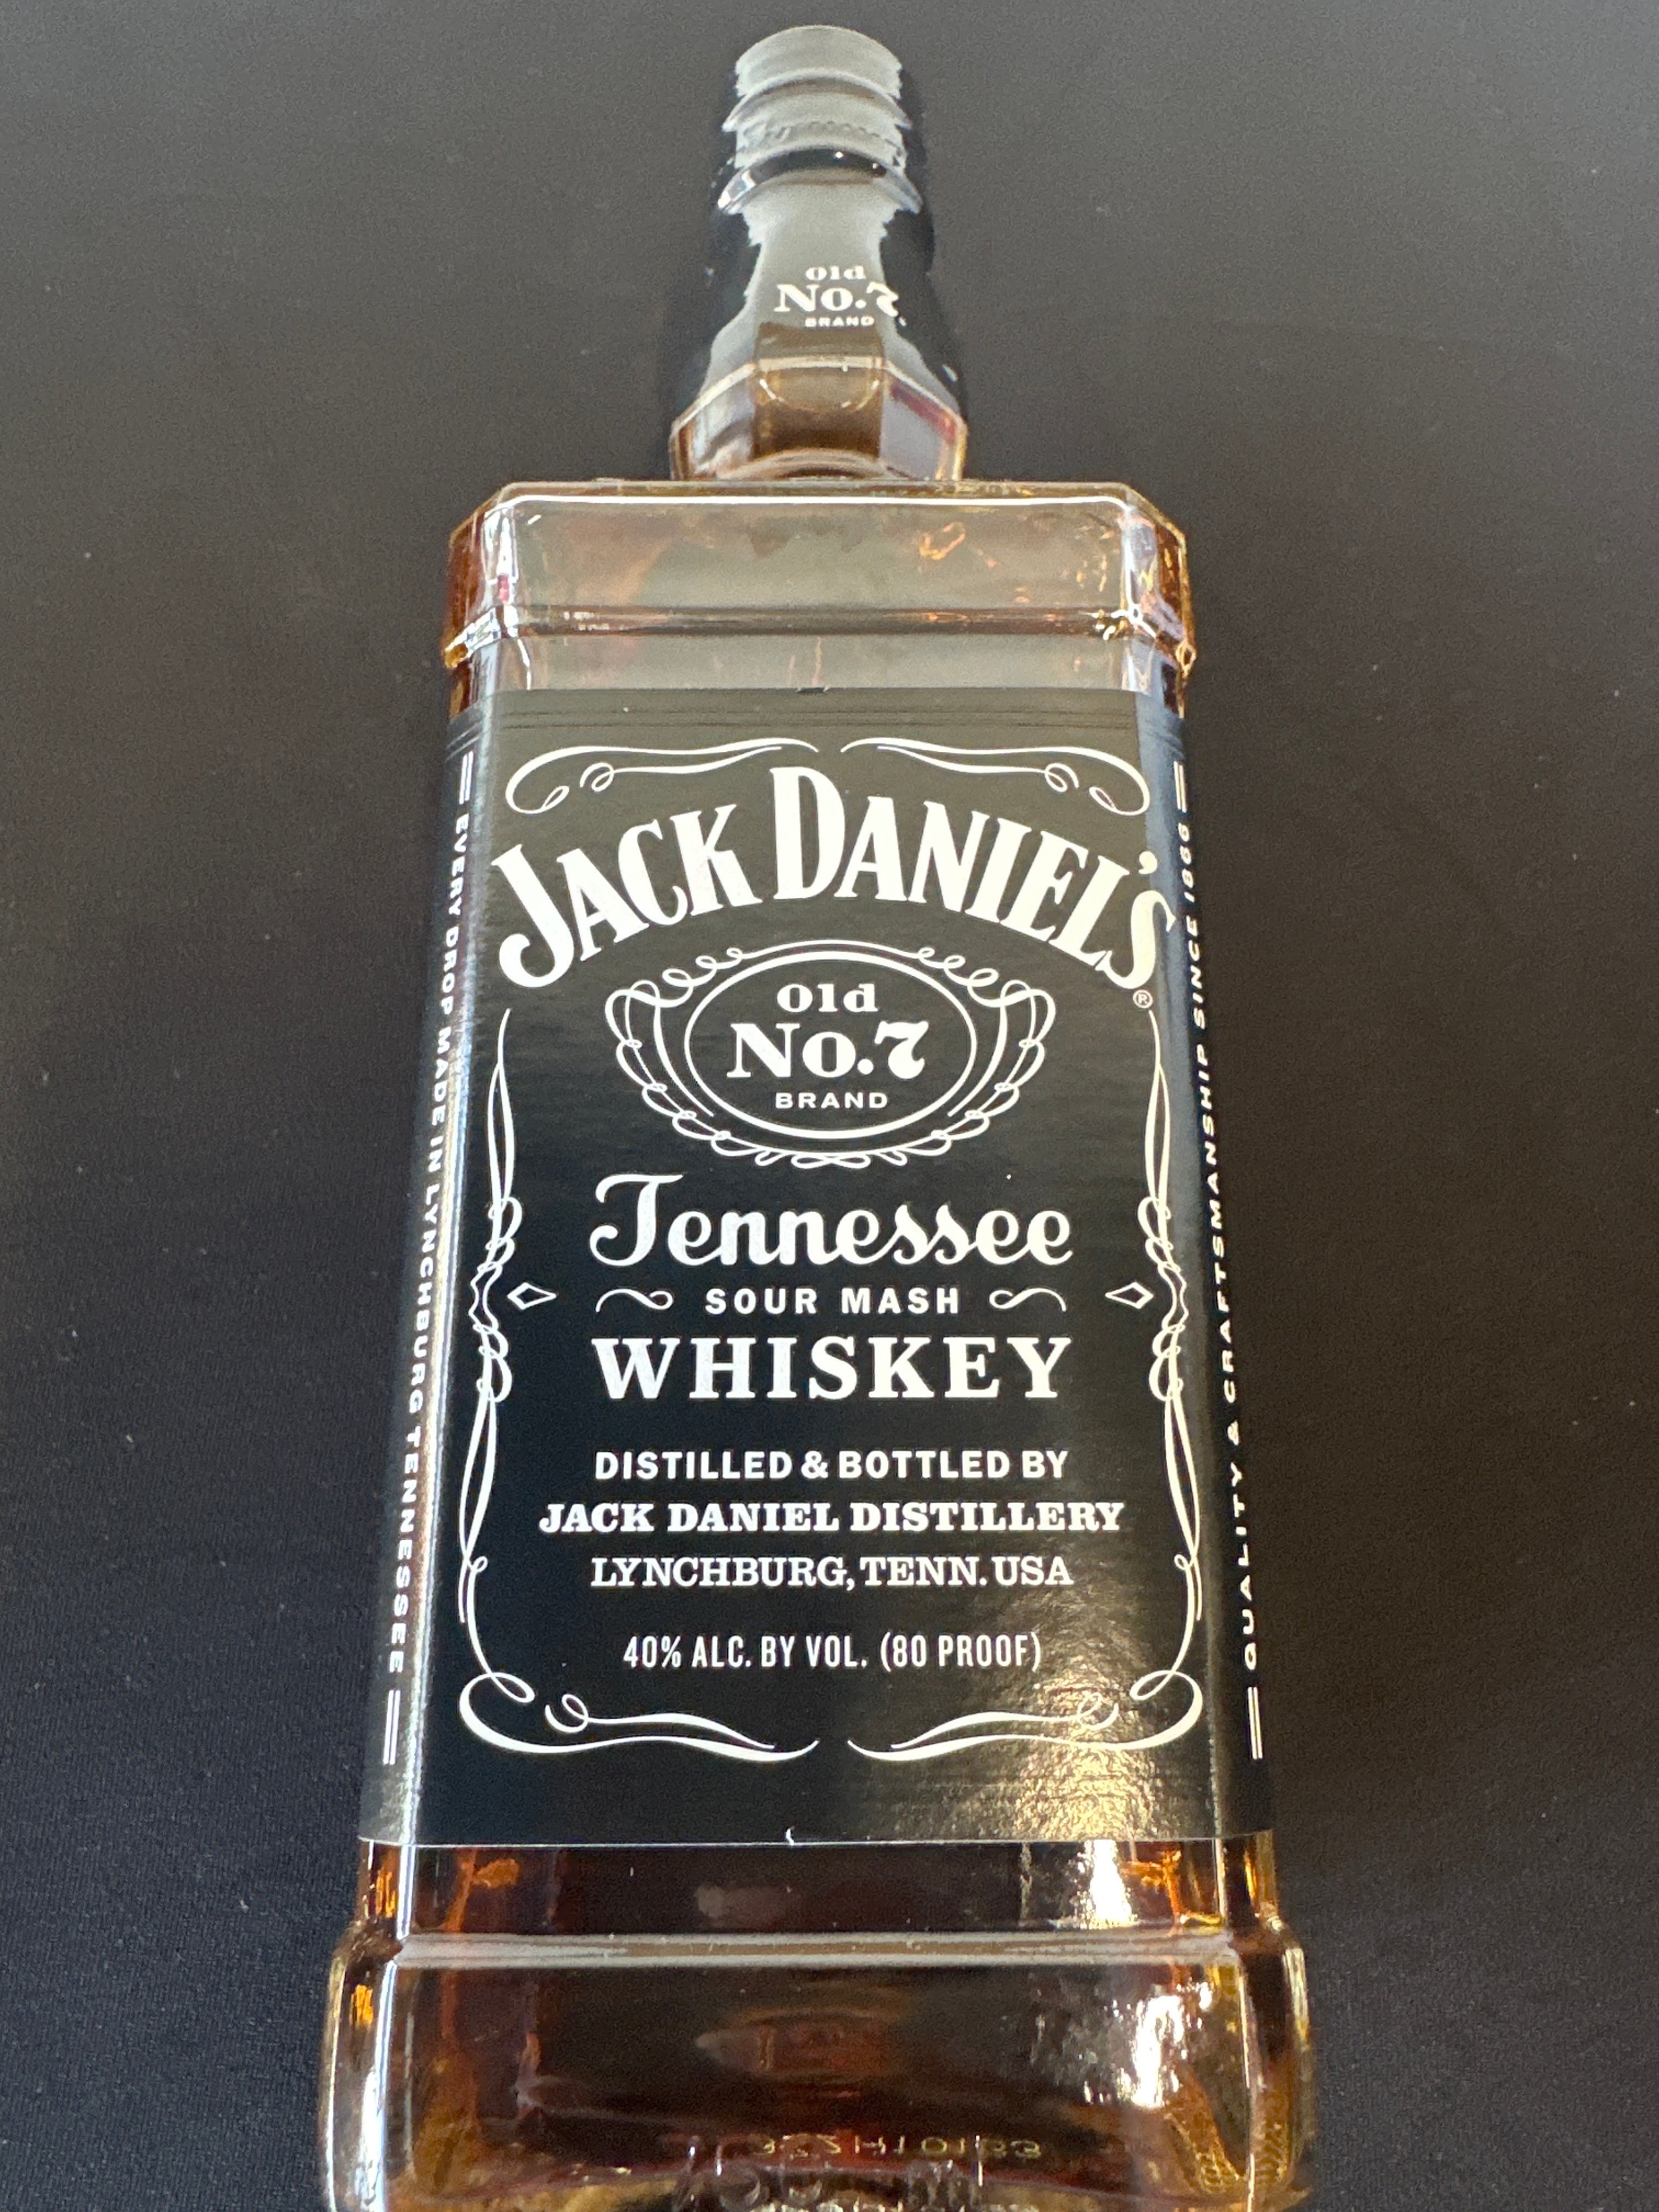 Old
No.7
BRAND
JACK DANIEL'S®
Old
No.7
BRAND
Tennessee
SOUR MASH
WHISKEY
DISTILLED & BOTTLED BY
JACK DANIEL DISTILLERY
LYNCHBURG, TENN. USA
40% ALC. BY VOL. (80 PROOF)
EVERY DROP MADE IN LYNCHBURG TENNESSEE
QUALITY & CRAFTSMANSHIP SINCE 1866